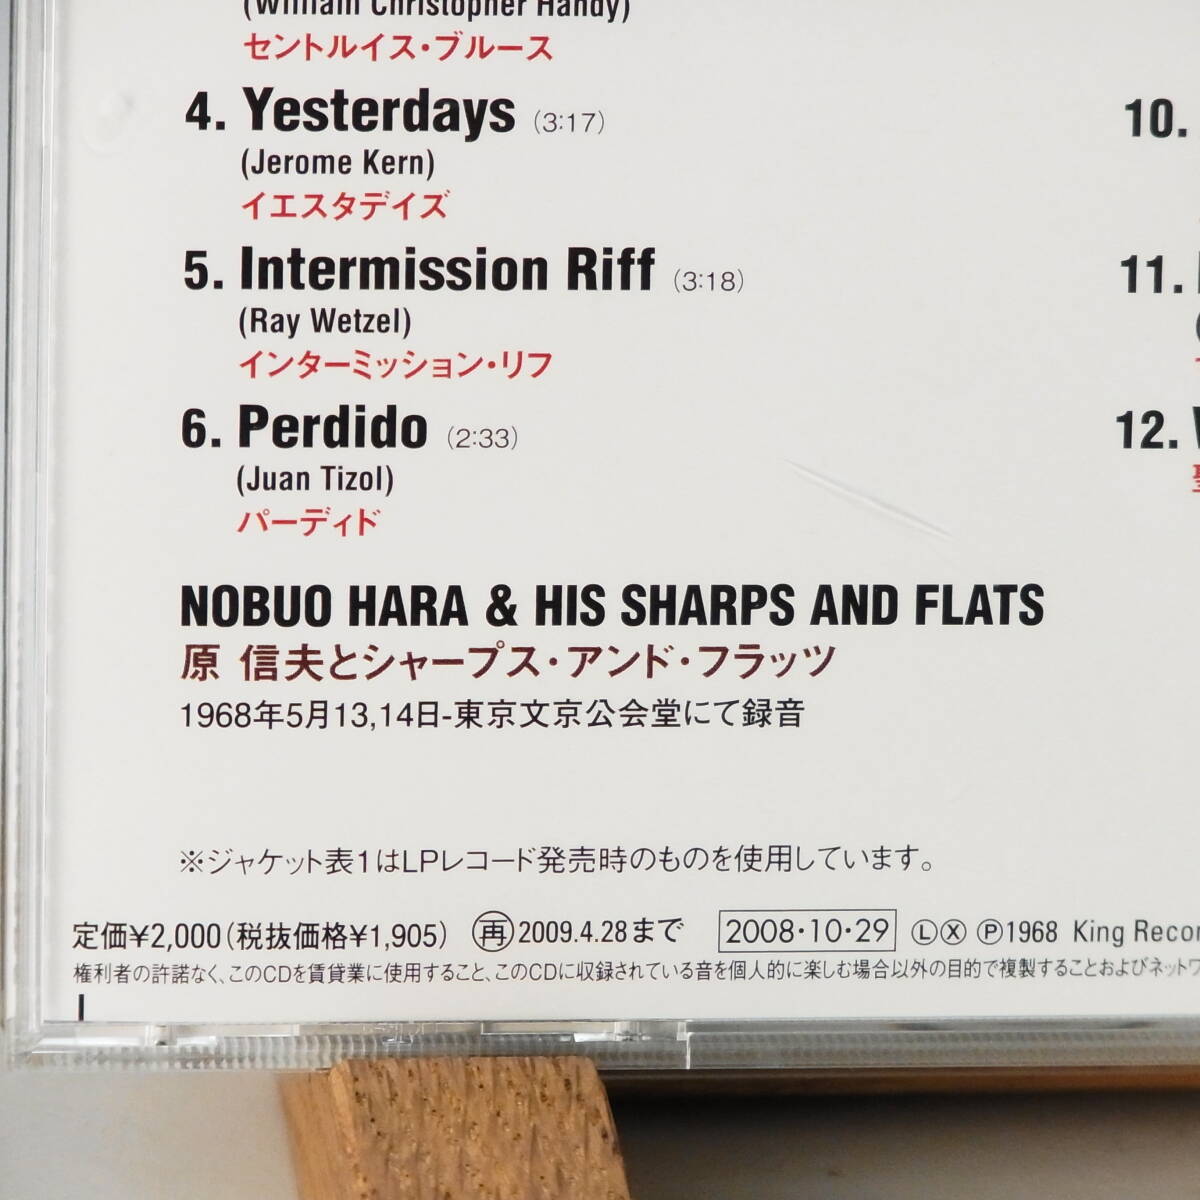 (William Christopher Handy)
セントルイス・ブルース
4. Yesterdays (3:17)
(Jerome Kern)
イエスタデイズ
5. Intermission Riff (3:18)
(Ray Wetzel)
インターミッション・リフ
6. Perdido (2:33)
(Juan Tizol)
パーディド
10.
11.
12.
NOBUO HARA & HIS SHARPS AND FLATS
原 信夫とシャープス・アンド・フラッツ
1968年5月13,14日-東京文京公会堂にて録音
※ジャケット表1はLPレコード発売時のものを使用しています。
定価¥2,000(税抜価格¥1,905) 再2009.4.28まで 2008・10・29 ⓁⓍ Ⓟ1968 King Recor
権利者の許諾なく、このCDを賃貸業に使用すること、このCDに収録されている音を個人的に楽しむ場合以外の目的で複製することおよびネットワ